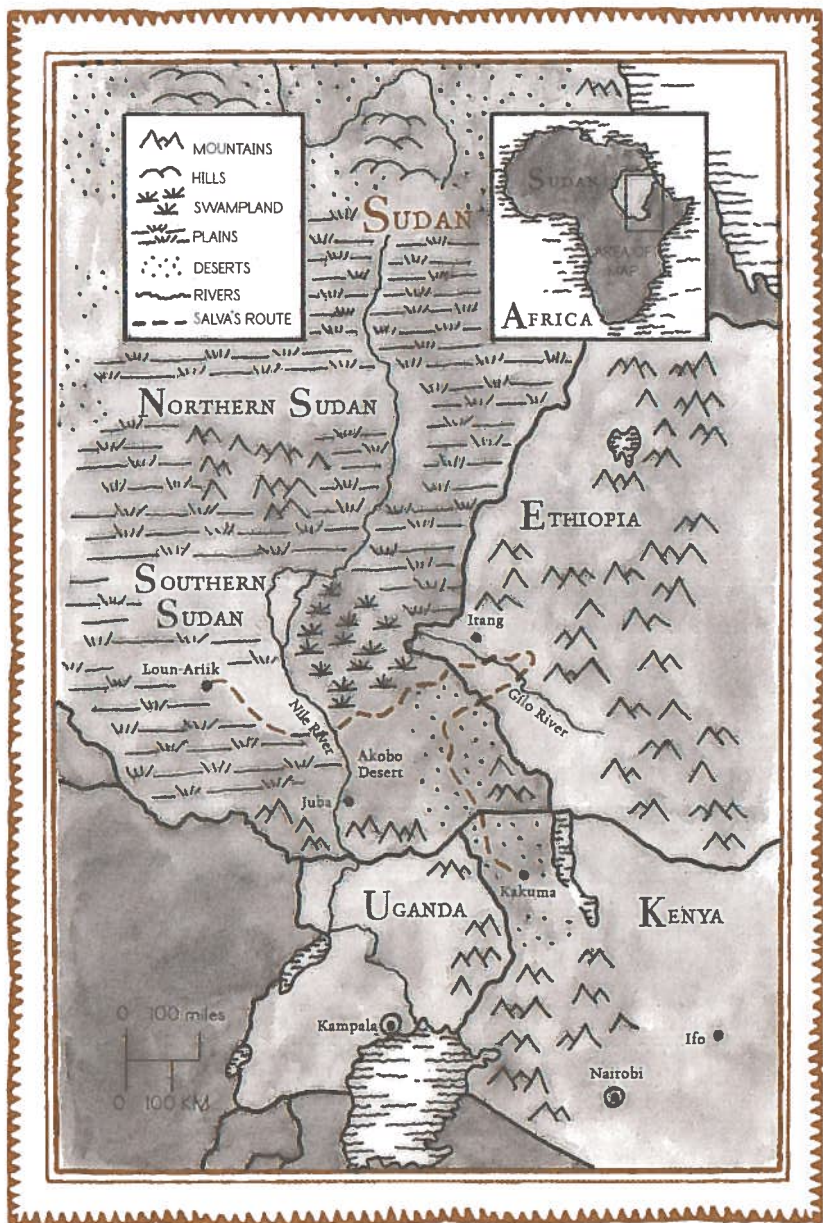 MOUNTAINS
HILLS
SWAMPLAND
PLAINS
DESERTS
RIVERS
SALVA'S ROUTE
SUDAN
SUDAN
AREA OF
MAP
AFRICA
NORTHERN SUDAN
ETHIOPIA
SOUTHERN
SUDAN
Itang
Loun-Ariik
Gilo River
Nile River
Akobo
Desert
Juba
Kakuma
UGANDA
KENYA
0 100 miles
0 100 KM
Kampala
Ifo
Nairobi